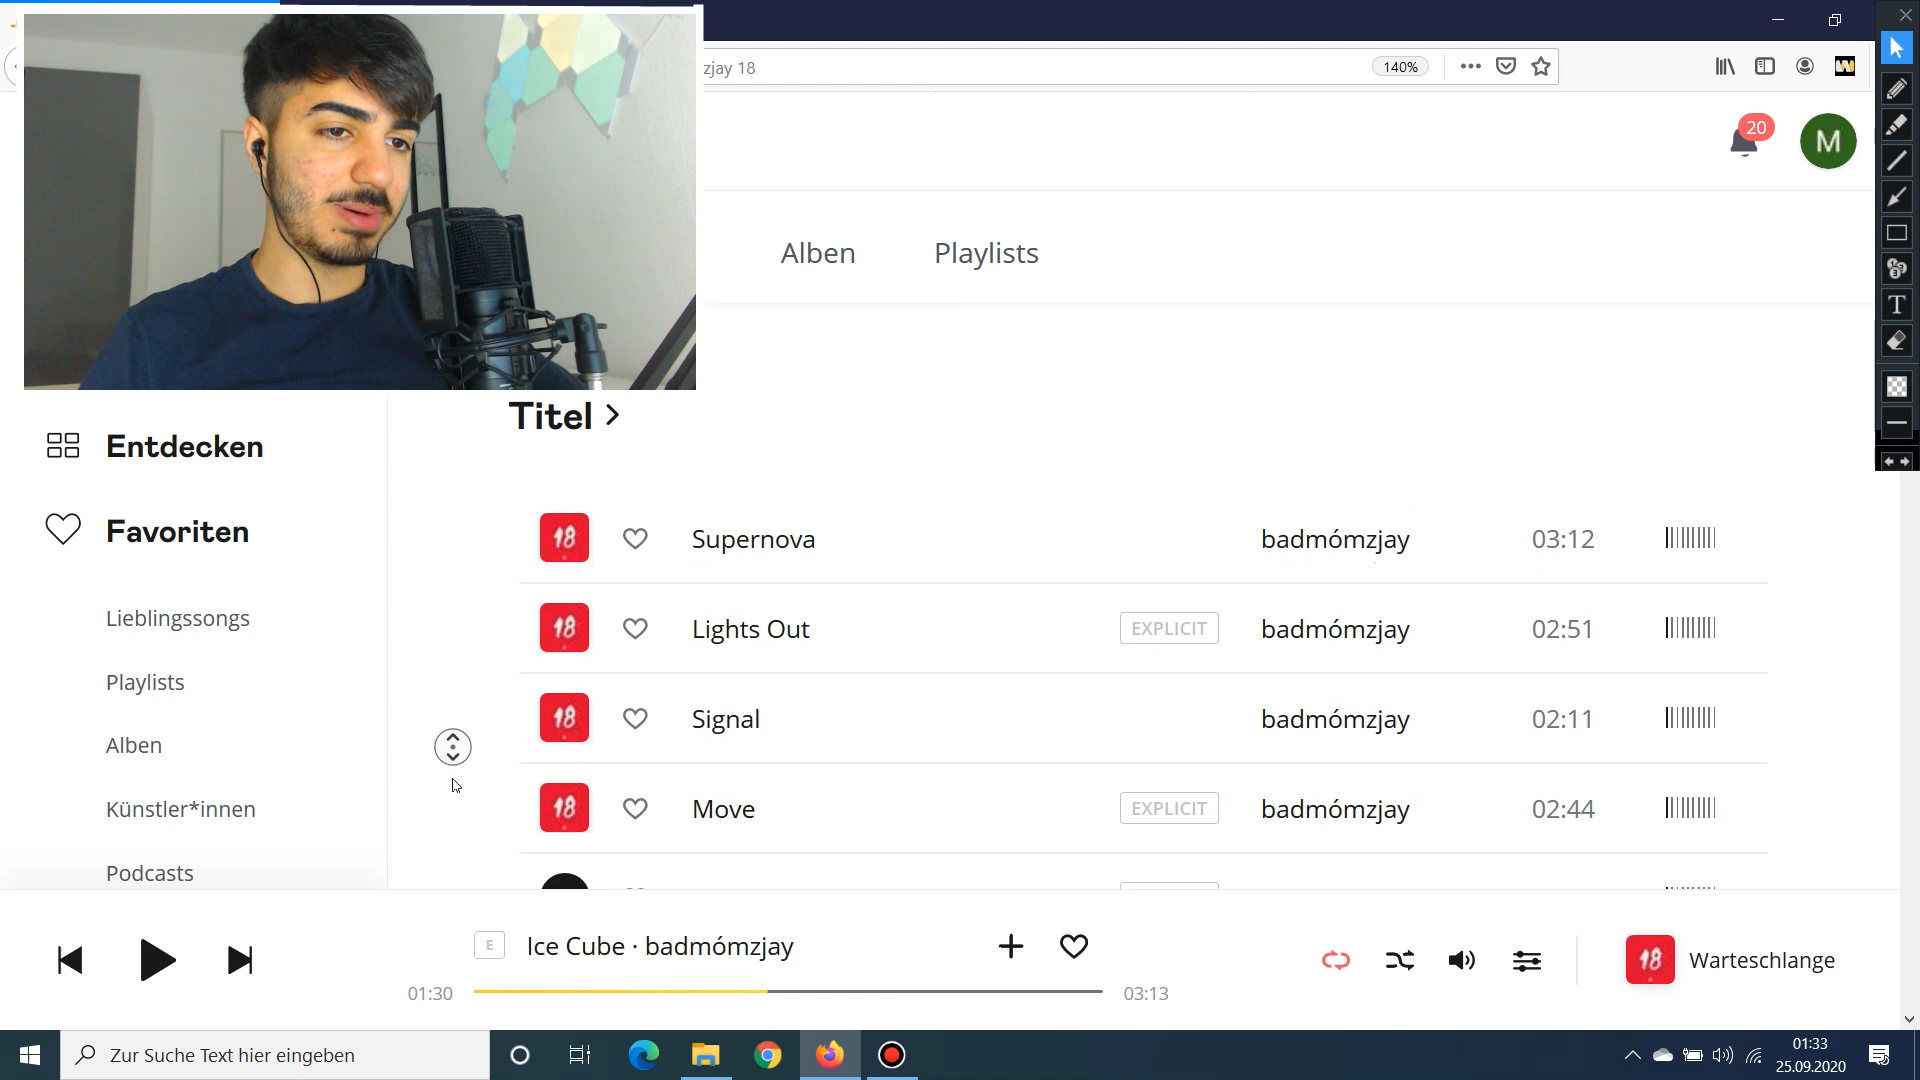 zjay 18
140%
20
M
Alben
Playlists
Titel
Entdecken
Favoriten
Lieblingssongs
Playlists
Alben
Künstler*innen
Podcasts
18
Supernova
badmómzjay
03:12
18
Lights Out
EXPLICIT
badmómzjay
02:51
18
Signal
badmómzjay
02:11
18
Move
EXPLICIT
badmómzjay
02:44
E
Ice Cube · badmómzjay
01:30
03:13
18
Warteschlange
T
Zur Suche Text hier eingeben
01:33
25.09.2020